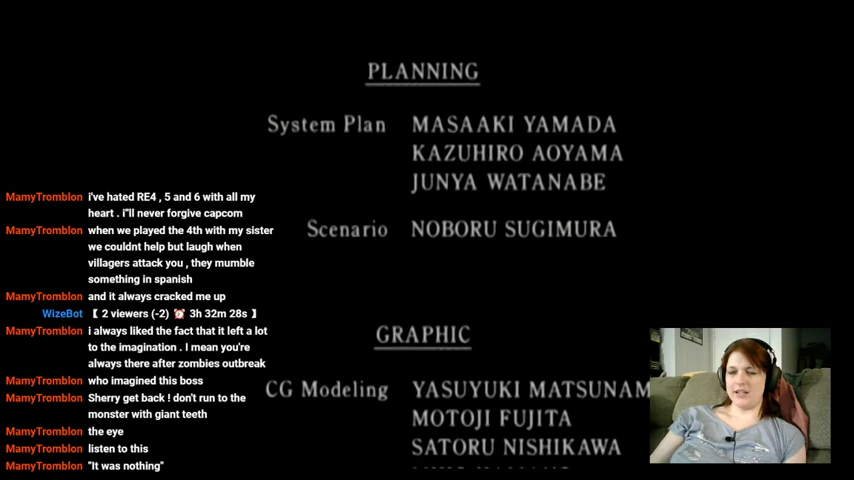 PLANNING
System Plan MASAAKI YAMADA
KAZUHIRO AOYAMA
JUNYA WATANABE
Scenario NOBORU SUGIMURA
GRAPHIC
CG Modeling YASUYUKI MATSUNAM
MOTOJI FUJITA
SATORU NISHIKAWA
MamyTromblon i've hated RE4 , 5 and 6 with all my
heart . i"ll never forgive capcom
MamyTromblon when we played the 4th with my sister
we couldnt help but laugh when
villagers attack you , they mumble
something in spanish
MamyTromblon and it always cracked me up
WizeBot 【 2 viewers (-2) ⏰ 3h 32m 28s 】
MamyTromblon i always liked the fact that it left a lot
to the imagination . I mean you're
always there after zombies outbreak
MamyTromblon who imagined this boss
MamyTromblon Sherry get back ! don't run to the
monster with giant teeth
MamyTromblon the eye
MamyTromblon listen to this
MamyTromblon "It was nothing"